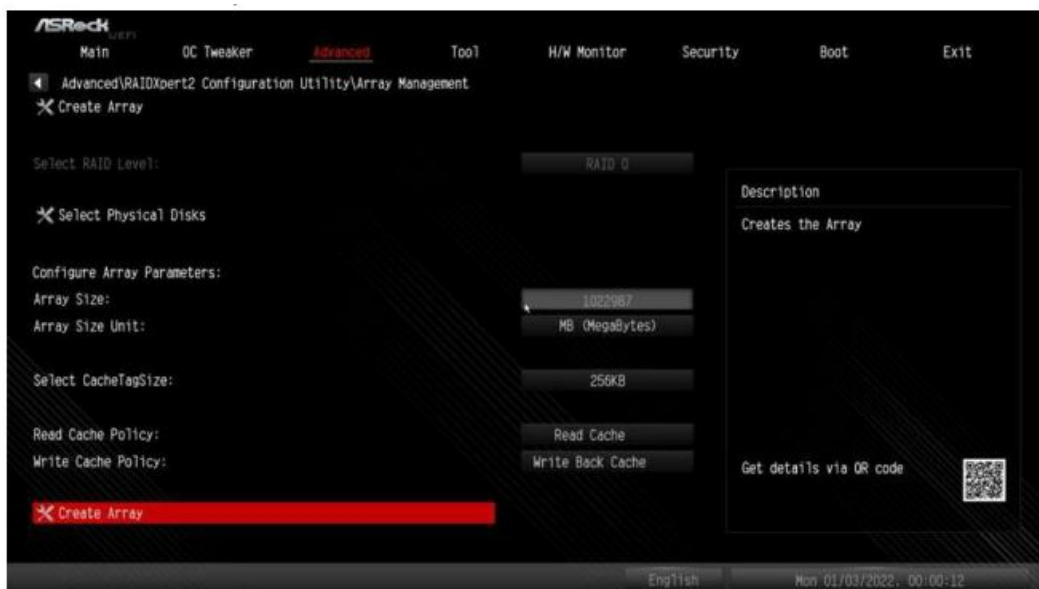 ASRock UEFI
Main OC Tweaker Advanced Tool H/W Monitor Security Boot Exit
Advanced\RAIDXpert2 Configuration Utility\Array Management
Create Array
Select RAID Level: RAID 0
Select Physical Disks
Configure Array Parameters:
Array Size: 1022987
Array Size Unit: MB (MegaBytes)
Select CacheTagSize: 256KB
Read Cache Policy: Read Cache
Write Cache Policy: Write Back Cache
Create Array
Description
Creates the Array
Get details via QR code
English Mon 01/03/2022, 00:00:12